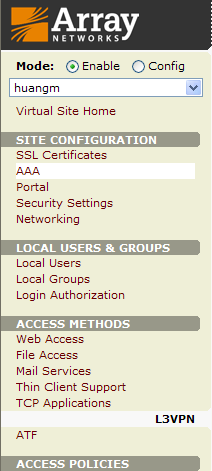 Array
NETWORKS
Mode: Enable Config
huangm
Virtual Site Home
SITE CONFIGURATION
SSL Certificates
AAA
Portal
Security Settings
Networking
LOCAL USERS & GROUPS
Local Users
Local Groups
Login Authorization
ACCESS METHODS
Web Access
File Access
Mail Services
Thin Client Support
TCP Applications
L3VPN
ATF
ACCESS POLICIES